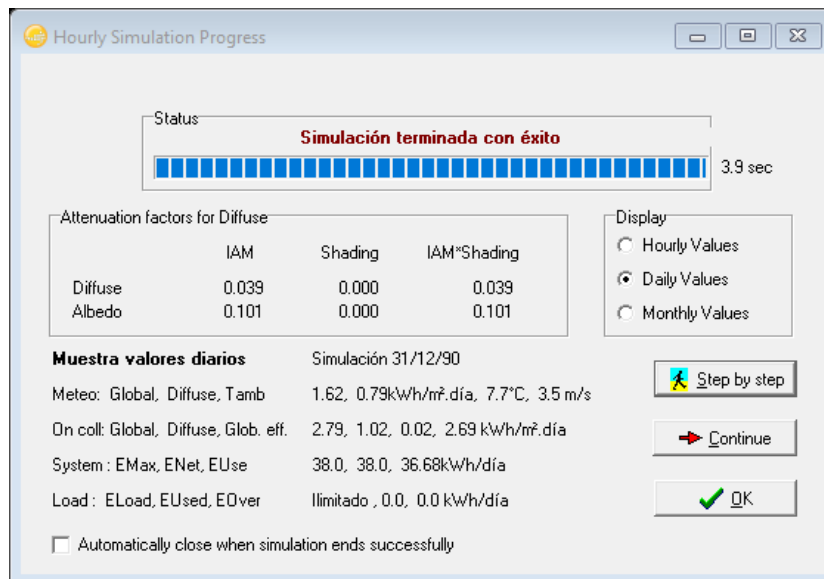 Hourly Simulation Progress
Status
Simulación terminada con éxito
3.9 sec
Attenuation factors for Diffuse
IAM Shading IAM*Shading
Diffuse 0.039 0.000 0.039
Albedo 0.101 0.000 0.101
Display
Hourly Values
Daily Values
Monthly Values
Muestra valores diarios Simulación 31/12/90
Meteo: Global, Diffuse, Tamb 1.62, 0.79kWh/m².día, 7.7°C, 3.5 m/s
On coll: Global, Diffuse, Glob. eff. 2.79, 1.02, 0.02, 2.69 kWh/m².día
System : EMax, ENet, EUse 38.0, 38.0, 36.68kWh/día
Load : ELoad, EUsed, EOver Ilimitado , 0.0, 0.0 kWh/día
Step by step
Continue
OK
Automatically close when simulation ends successfully